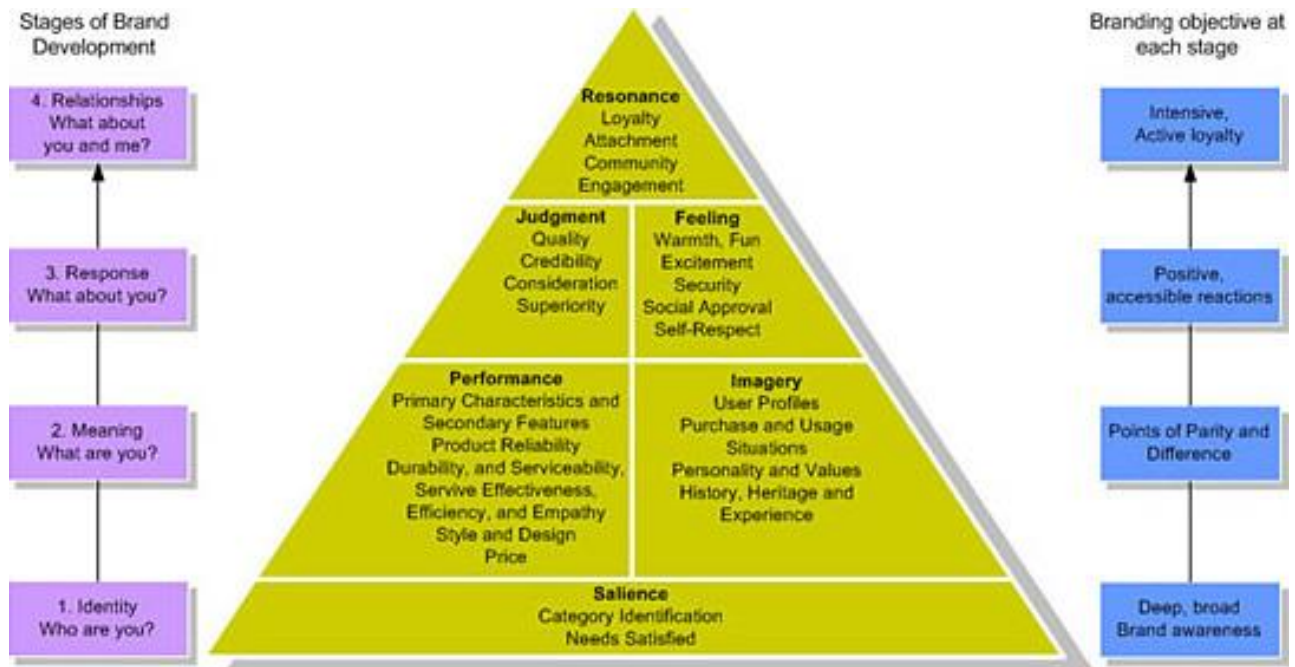 Stages of Brand
Development
4. Relationships
What about
you and me?
3. Response
What about you?
2. Meaning
What are you?
1. Identity
Who are you?
Resonance
Loyalty
Attachment
Community
Engagement
Judgment
Quality
Credibility
Consideration
Superiority
Feeling
Warmth, Fun
Excitement
Security
Social Approval
Self-Respect
Performance
Primary Characteristics and
Secondary Features
Product Reliability
Durability, and Serviceability,
Servive Effectiveness,
Efficiency, and Empathy
Style and Design
Price
Imagery
User Profiles
Purchase and Usage
Situations
Personality and Values
History, Heritage and
Experience
Salience
Category Identification
Needs Satisfied
Branding objective at
each stage
Intensive,
Active loyalty
Positive,
accessible reactions
Points of Parity and
Difference
Deep, broad
Brand awareness